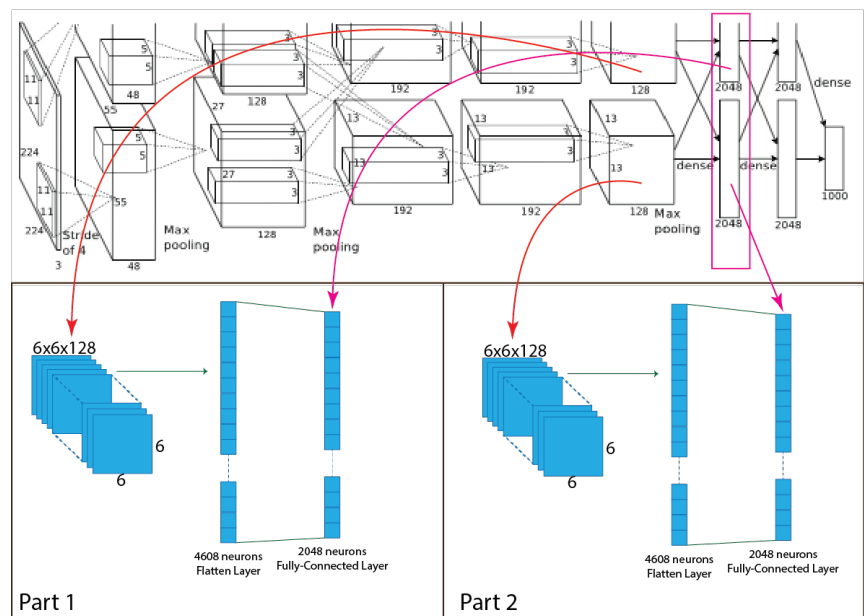 5
5
48
55
11
11
224
3
3
27
128
3
3
192
3
3
192
128
2048
2048
dense
5
5
55
11
11
224
3
Stride
of 4
48
Max
pooling
27
3
3
128
Max
pooling
13
13
3
3
192
13
13
3
3
192
13
13
128
Max
pooling
dense
dense
2048
2048
1000
6x6x128
6
6
4608 neurons
Flatten Layer
2048 neurons
Fully-Connected Layer
Part 1
6x6x128
6
6
4608 neurons
Flatten Layer
2048 neurons
Fully-Connected Layer
Part 2